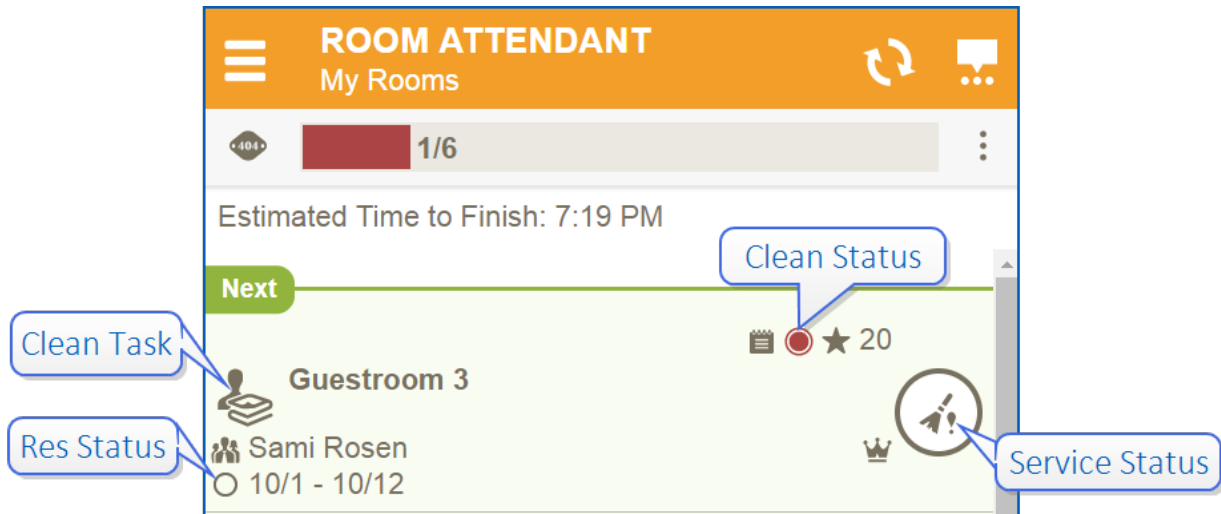 ROOM ATTENDANT
My Rooms
404
1/6
Estimated Time to Finish: 7:19 PM
Clean Status
Next
20
Clean Task
Guestroom 3
Res Status
Sami Rosen
Service Status
10/1 - 10/12